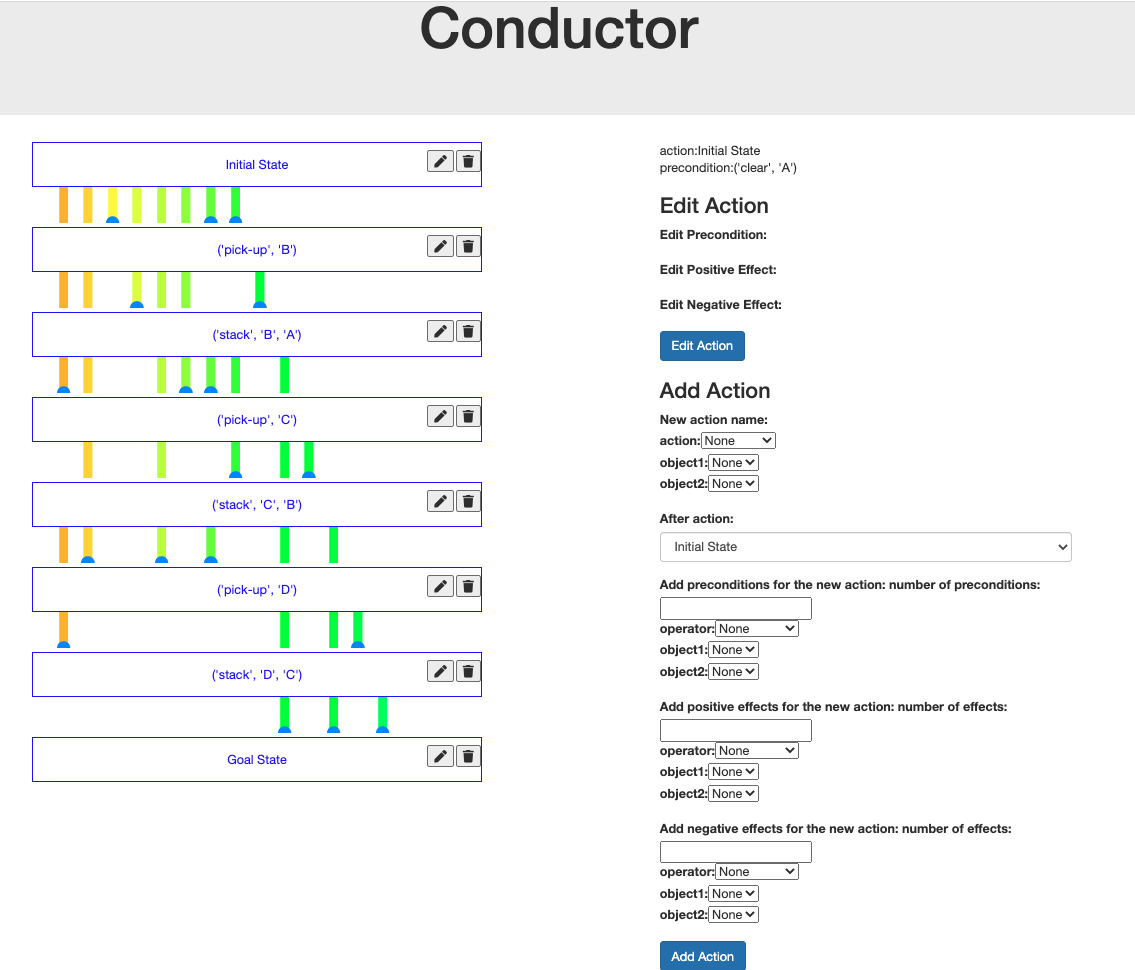 Conductor
Initial State
('pick-up', 'B')
('stack', 'B', 'A')
('pick-up', 'C')
('stack', 'C', 'B')
('pick-up', 'D')
('stack', 'D', 'C')
Goal State
action:Initial State
precondition:('clear', 'A')
Edit Action
Edit Precondition:
Edit Positive Effect:
Edit Negative Effect:
Edit Action
Add Action
New action name:
action: None
object1: None
object2: None
After action:
Initial State
Add preconditions for the new action: number of preconditions:
operator: None
object1: None
object2: None
Add positive effects for the new action: number of effects:
operator: None
object1: None
object2: None
Add negative effects for the new action: number of effects:
operator: None
object1: None
object2: None
Add Action